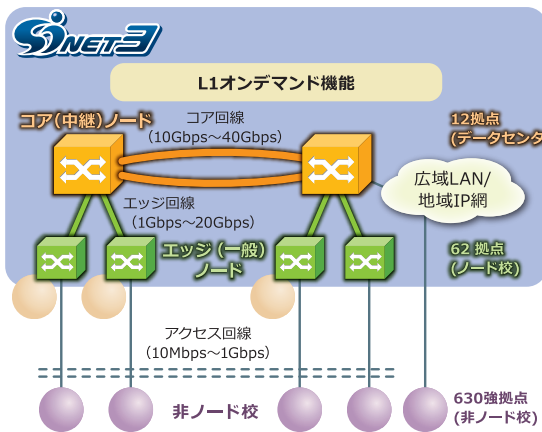 SINET3
L1オンデマンド機能
コア(中継)ノード
コア回線
(10Gbps～40Gbps)
12拠点
(データセンタ
広域LAN/
地域IP網
エッジ回線
(1Gbps～20Gbps)
エッジ(一般)
ノード
62 拠点
(ノード校)
アクセス回線
(10Mbps～1Gbps)
非ノード校
630強拠点
(非ノード校)